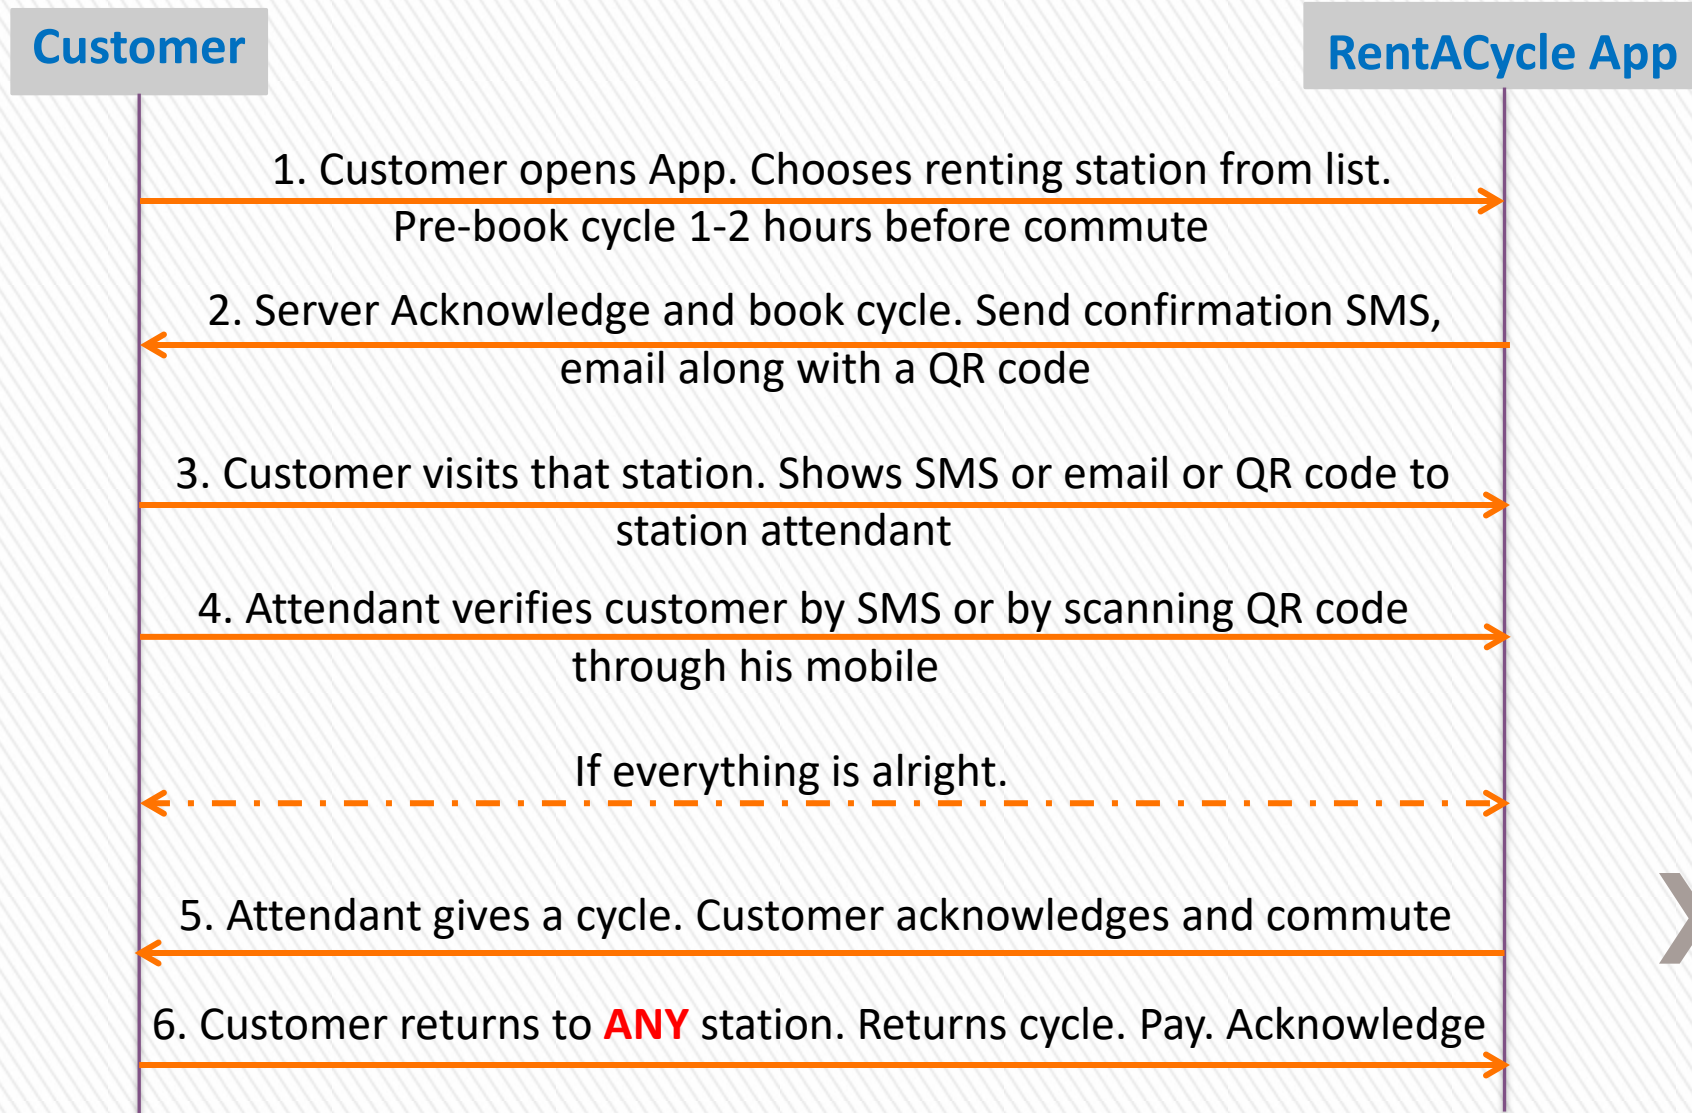 Customer
RentACycle App
1. Customer opens App. Chooses renting station from list.
Pre-book cycle 1-2 hours before commute
2. Server Acknowledge and book cycle. Send confirmation SMS,
email along with a QR code
3. Customer visits that station. Shows SMS or email or QR code to
station attendant
4. Attendant verifies customer by SMS or by scanning QR code
through his mobile
If everything is alright.
5. Attendant gives a cycle. Customer acknowledges and commute
6. Customer returns to ANY station. Returns cycle. Pay. Acknowledge